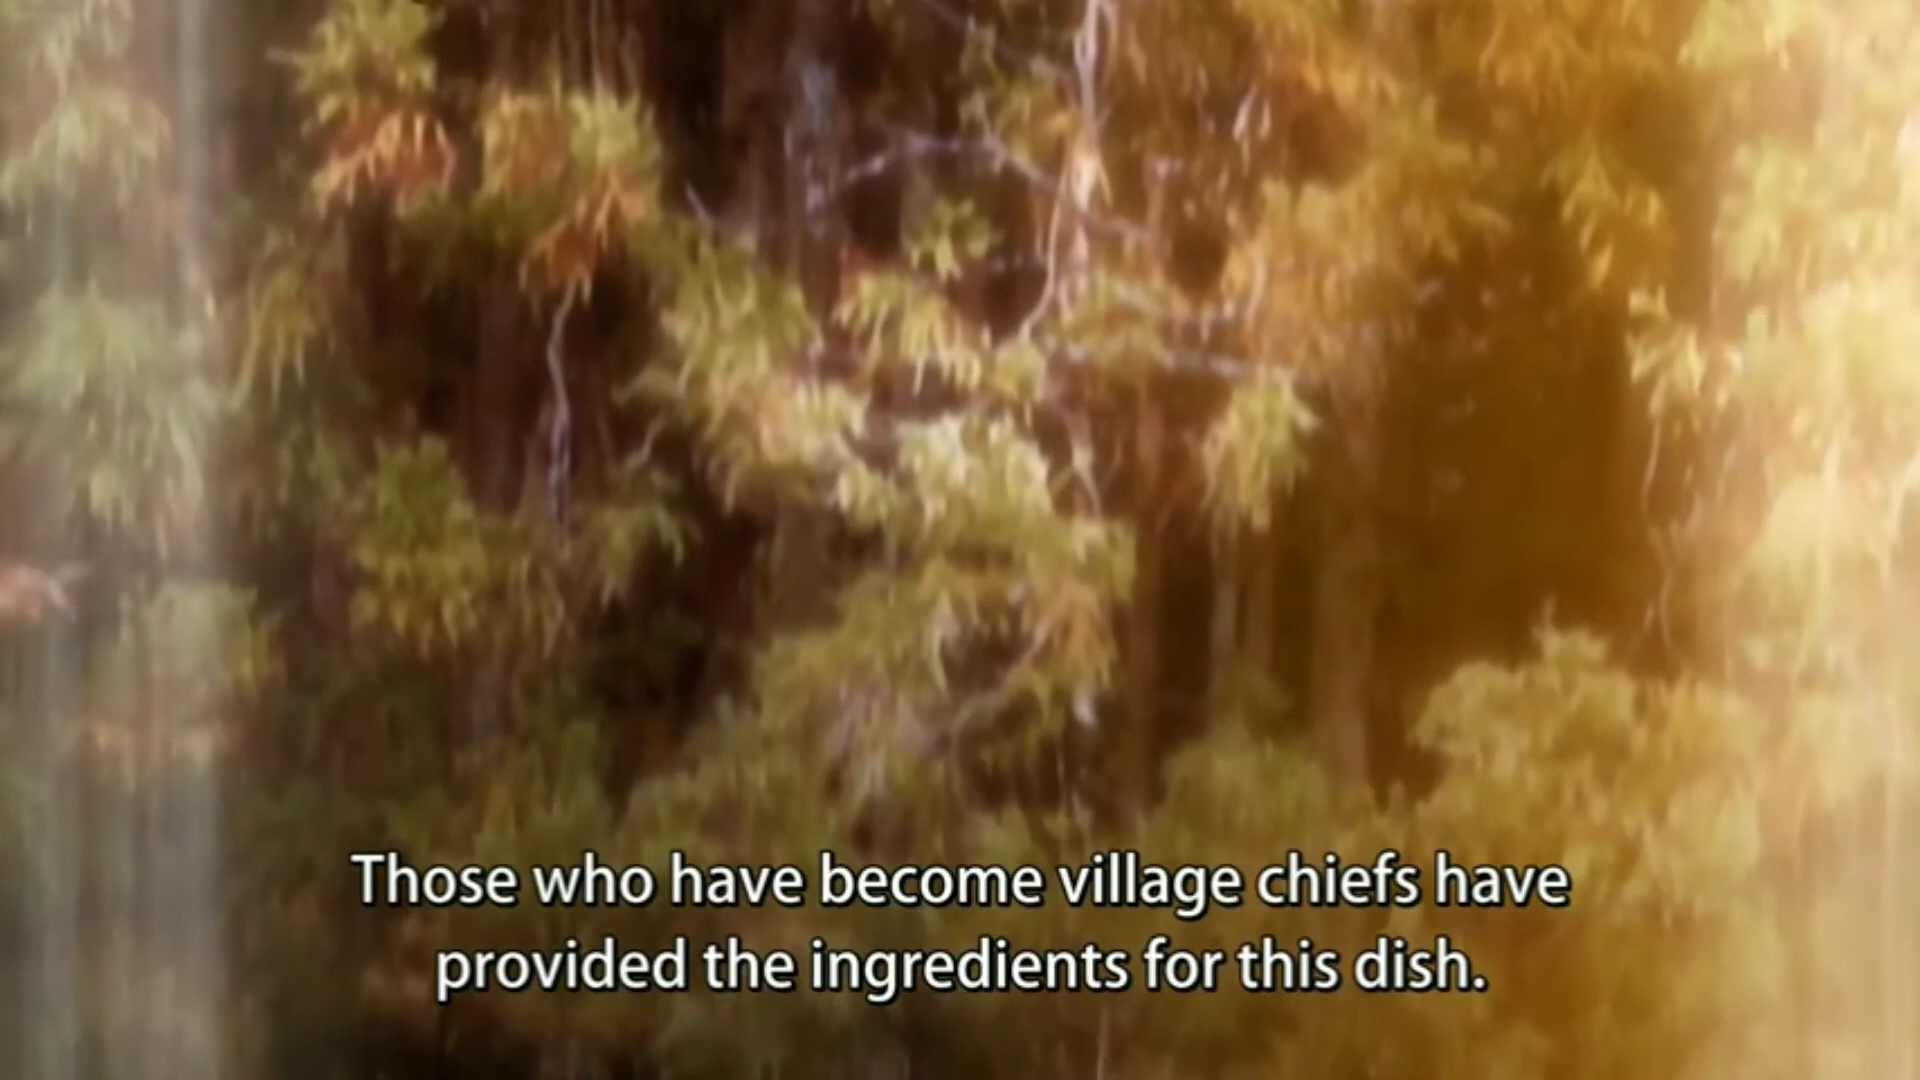 Those who have become village chiefs have
provided the ingredients for this dish.